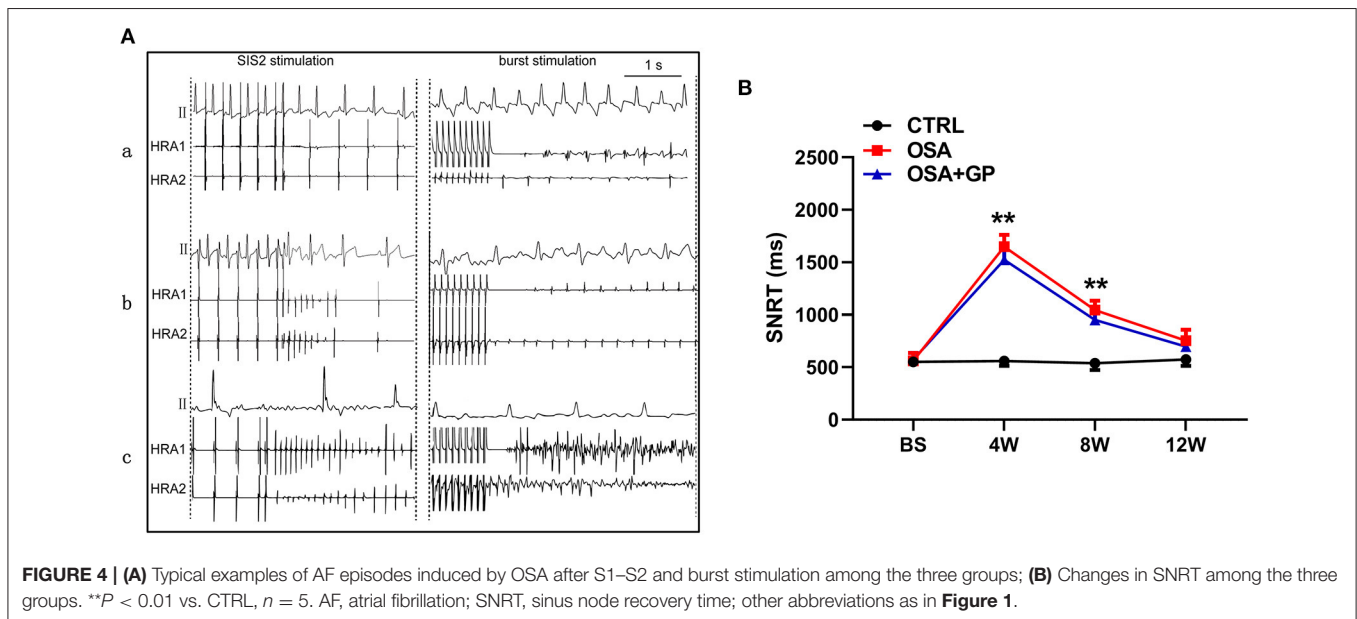 A
SIS2 stimulation
burst stimulation
1 s
II
HRA1
a
HRA2
II
HRA1
b
HRA2
II
HRA1
c
HRA2
B
CTRL
OSA
OSA+GP
2500
2000
1500
1000
500
0
SNRT (ms)
**
**
BS
4W
8W
12W
FIGURE 4 | (A) Typical examples of AF episodes induced by OSA after S1–S2 and burst stimulation among the three groups; (B) Changes in SNRT among the three
groups. **P < 0.01 vs. CTRL, n = 5. AF, atrial fibrillation; SNRT, sinus node recovery time; other abbreviations as in Figure 1.